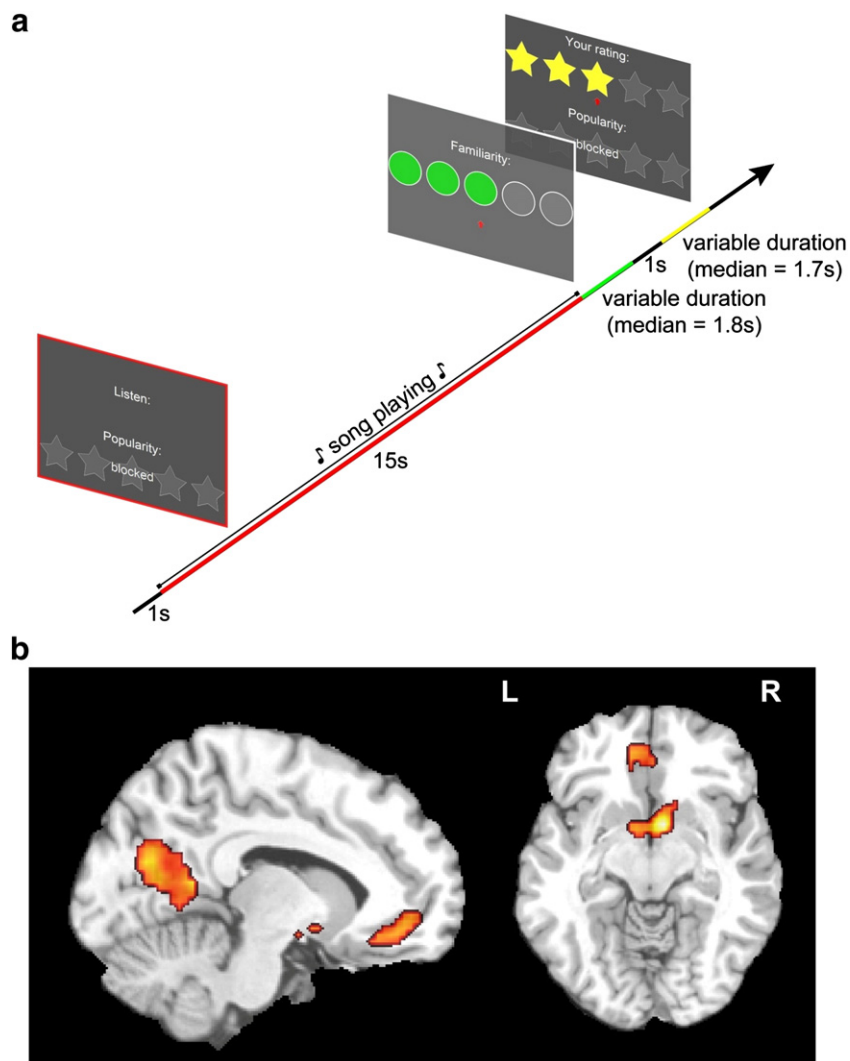 a
Your rating:
Popularity:
blocked
Familiarity:
variable duration
(median = 1.7s)
1s
variable duration
(median = 1.8s)
♪ song playing ♪
15s
Listen:
Popularity:
blocked
1s
b
L
R